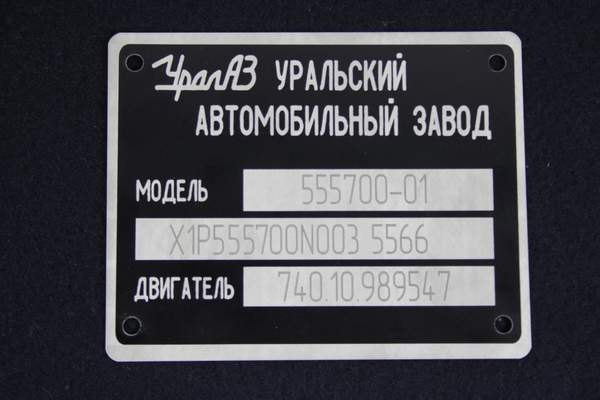 УралАЗ УРАЛЬСКИЙ
АВТОМОБИЛЬНЫЙ ЗАВОД
МОДЕЛЬ 555700-01
X1P555700N003 5566
ДВИГАТЕЛЬ 740.10.989547